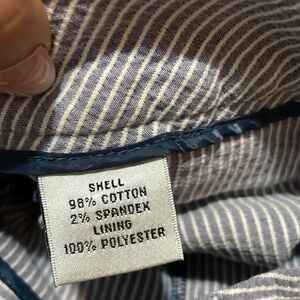 SHELL
98% COTTON
2% SPANDEX
LINING
100% POLYESTER